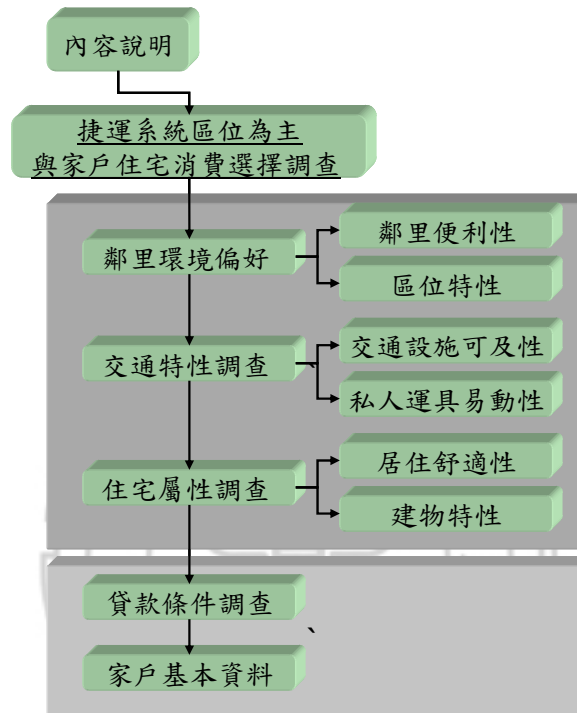 內容說明
捷運系統區位為主
與家戶住宅消費選擇調查
鄰里環境偏好
鄰里便利性
區位特性
交通特性調查
、
交通設施可及性
私人運具易動性
住宅屬性調查
居住舒適性
建物特性
貸款條件調查
、
家戶基本資料